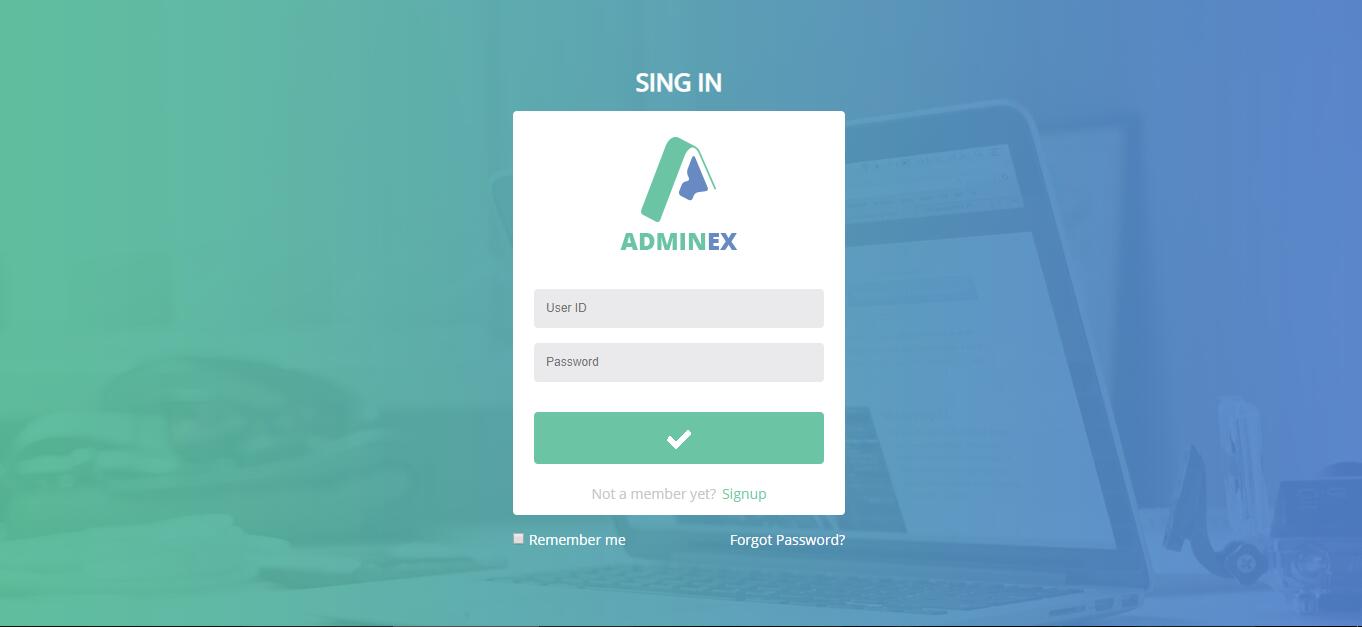 SING IN
ADMINEX
User ID
Password
Not a member yet? Signup
Remember me
Forgot Password?